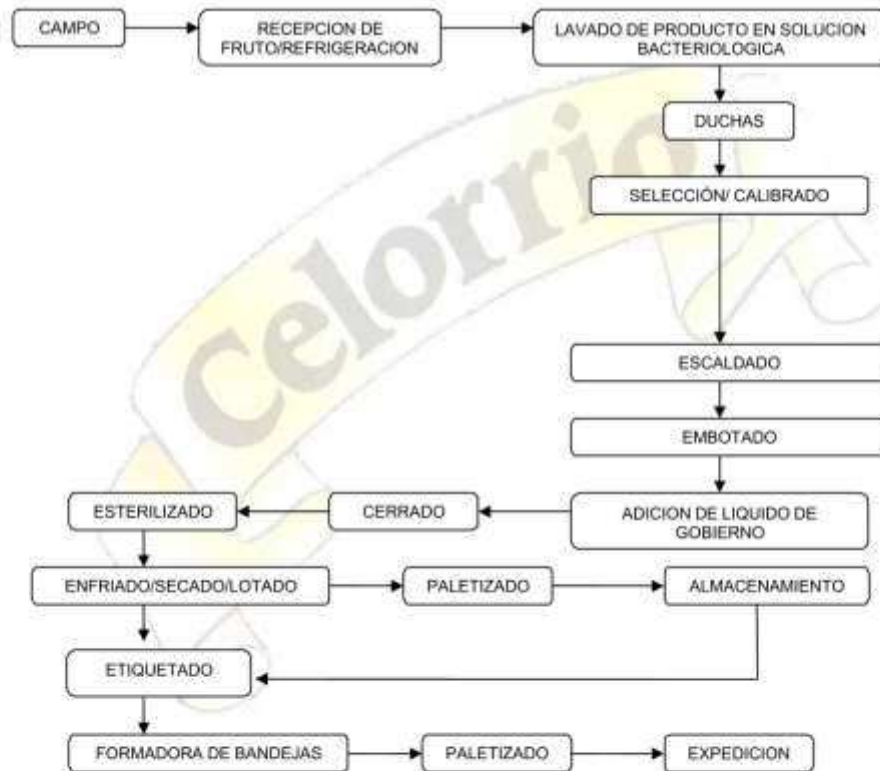 CAMPO
RECEPCION DE
FRUTO/REFRIGERACION
LAVADO DE PRODUCTO EN SOLUCION
BACTERIOLOGICA
DUCHAS
SELECCIÓN/ CALIBRADO
Celorrio
ESCALDADO
EMBOTADO
ADICION DE LIQUIDO DE
GOBIERNO
CERRADO
ESTERILIZADO
ENFRIADO/SECADO/LOTADO
PALETIZADO
ALMACENAMIENTO
ETIQUETADO
FORMADORA DE BANDEJAS
PALETIZADO
EXPEDICION